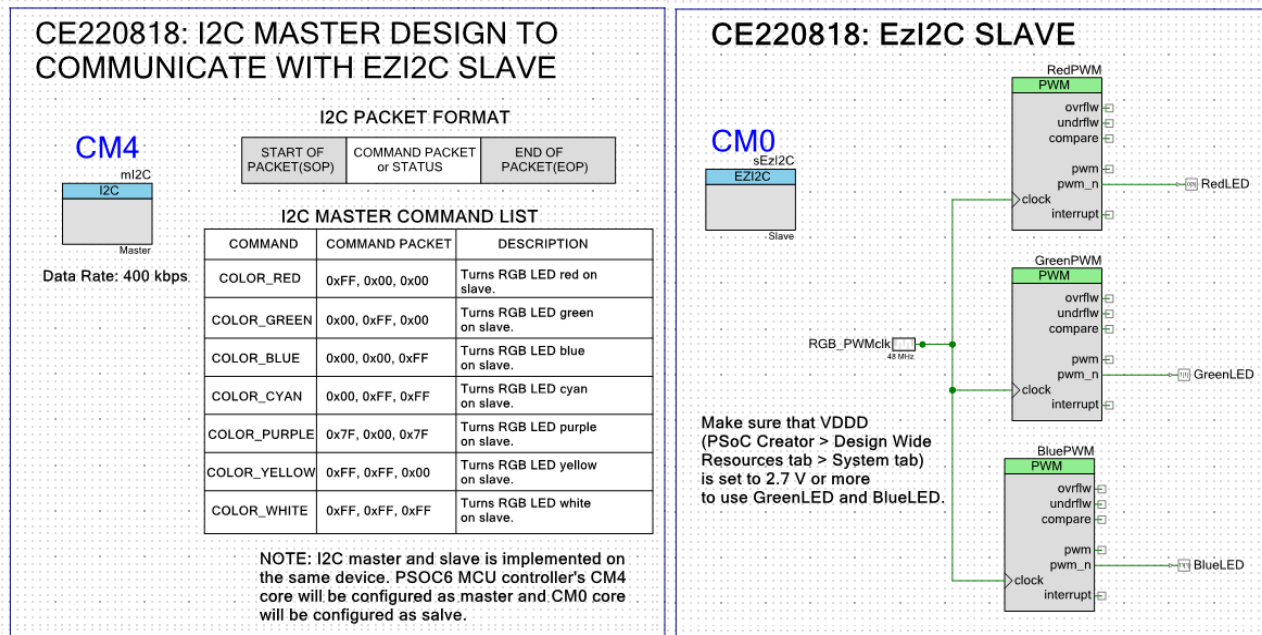 CE220818: I2C MASTER DESIGN TO
COMMUNICATE WITH EZI2C SLAVE
I2C PACKET FORMAT
START OF
PACKET(SOP)
COMMAND PACKET
or STATUS
END OF
PACKET(EOP)
CM4
mI2C
I2C
Master
Data Rate: 400 kbps
I2C MASTER COMMAND LIST
COMMAND COMMAND PACKET DESCRIPTION
COLOR_RED 0xFF, 0x00, 0x00 Turns RGB LED red on
slave.
COLOR_GREEN 0x00, 0xFF, 0x00 Turns RGB LED green
on slave.
COLOR_BLUE 0x00, 0x00, 0xFF Turns RGB LED blue
on slave.
COLOR_CYAN 0x00, 0xFF, 0xFF Turns RGB LED cyan
on slave.
COLOR_PURPLE 0x7F, 0x00, 0x7F Turns RGB LED purple
on slave.
COLOR_YELLOW 0xFF, 0xFF, 0x00 Turns RGB LED yellow
on slave.
COLOR_WHITE 0xFF, 0xFF, 0xFF Turns RGB LED white
on slave.
NOTE: I2C master and slave is implemented on
the same device. PSOC6 MCU controller's CM4
core will be configured as master and CM0 core
will be configured as salve.
CE220818: EzI2C SLAVE
CM0
sEzI2C
EZI2C
Slave
RedPWM
PWM
ovrflw
undrflw
compare
pwm
pwm_n
RedLED
clock
interrupt
GreenPWM
PWM
ovrflw
undrflw
compare
pwm
pwm_n
GreenLED
clock
interrupt
RGB_PWMclk
48 MHz
Make sure that VDDD
(PSoC Creator > Design Wide
Resources tab > System tab)
is set to 2.7 V or more
to use GreenLED and BlueLED.
BluePWM
PWM
ovrflw
undrflw
compare
pwm
pwm_n
BlueLED
clock
interrupt